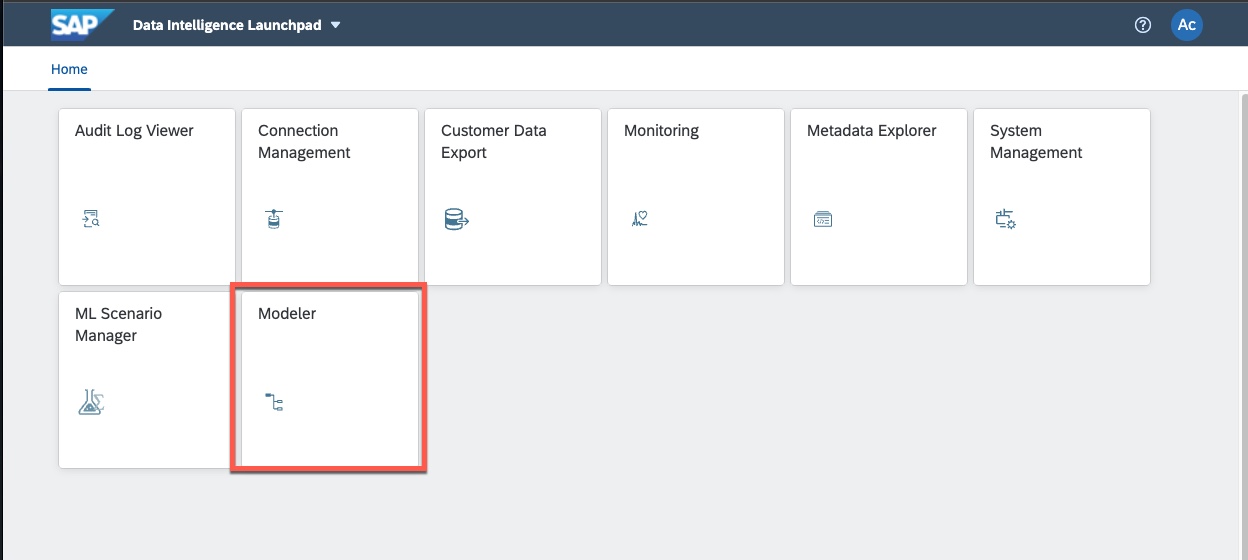 SAP Data Intelligence Launchpad
Ac
Home
Audit Log Viewer
Connection
Management
Customer Data
Export
Monitoring
Metadata Explorer
System
Management
ML Scenario
Manager
Modeler